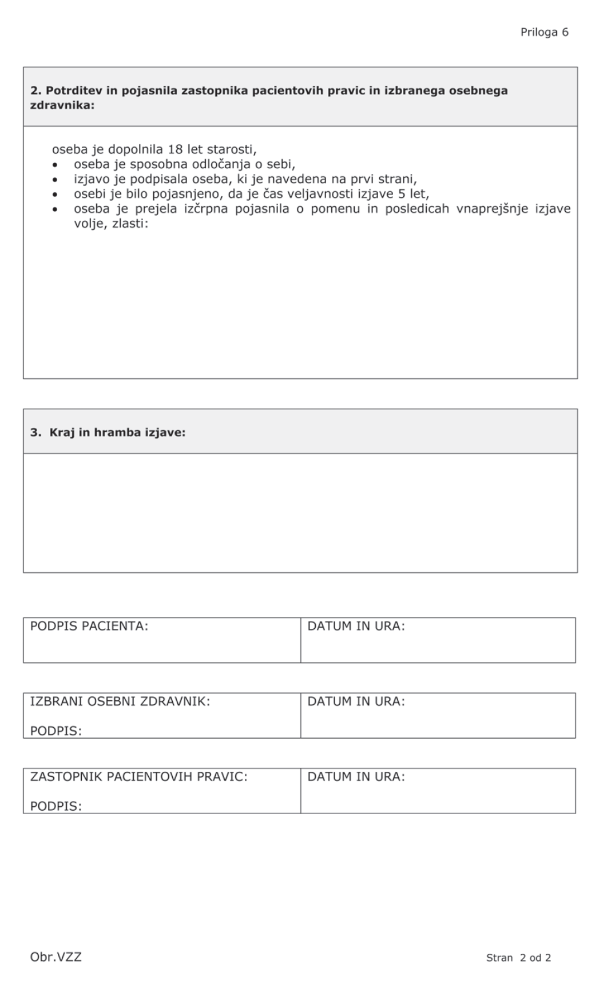 Priloga 6
2. Potrditev in pojasnila zastopnika pacientovih pravic in izbranega osebnega
zdravnika:
oseba je dopolnila 18 let starosti,
• oseba je sposobna odločanja o sebi,
• izjavo je podpisala oseba, ki je navedena na prvi strani,
• osebi je bilo pojasnjeno, da je čas veljavnosti izjave 5 let,
• oseba je prejela izčrpna pojasnila o pomenu in posledicah vnaprejšnje izjave
volje, zlasti:
3. Kraj in hramba izjave:
PODPIS PACIENTA:
DATUM IN URA:
IZBRANI OSEBNI ZDRAVNIK:
PODPIS:
DATUM IN URA:
ZASTOPNIK PACIENTOVIH PRAVIC:
PODPIS:
DATUM IN URA:
Obr.VZZ
Stran 2 od 2